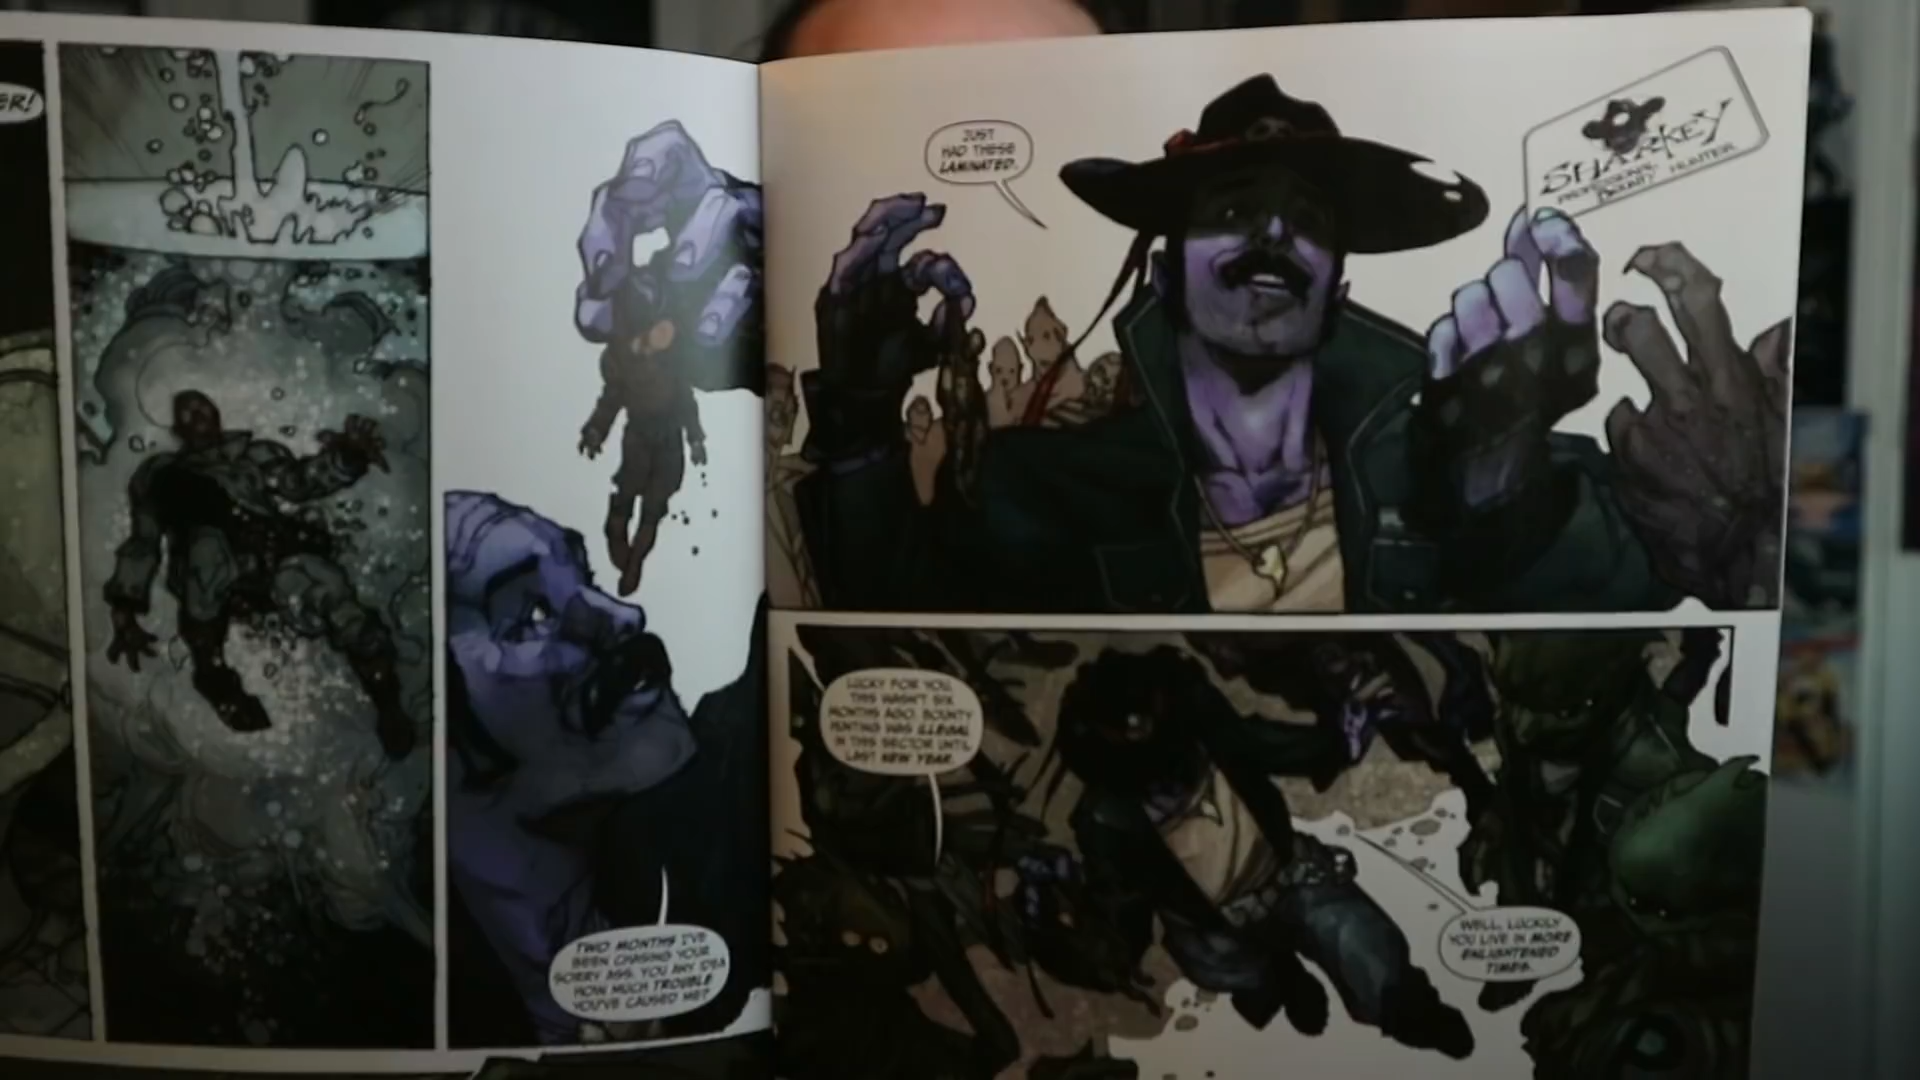 ER!
TWO MONTHS I'VE
BEEN CHASING YOUR
SORRY ASS. YOU ANY IDEA
HOW MUCH TROUBLE
YOU'VE CAUSED ME?
JUST
HAD THESE
LAMINATED.
SHARKEY
PROFESSIONAL
BOUNTY HUNTER
LUCKY FOR YOU,
THIS WASN'T SIX
MONTHS AGO. BOUNTY
HUNTING WAS ILLEGAL
IN THIS SECTOR UNTIL
LAST NEW YEAR.
WELL, LUCKILY
YOU LIVE IN MORE
ENLIGHTENED
TIMES.